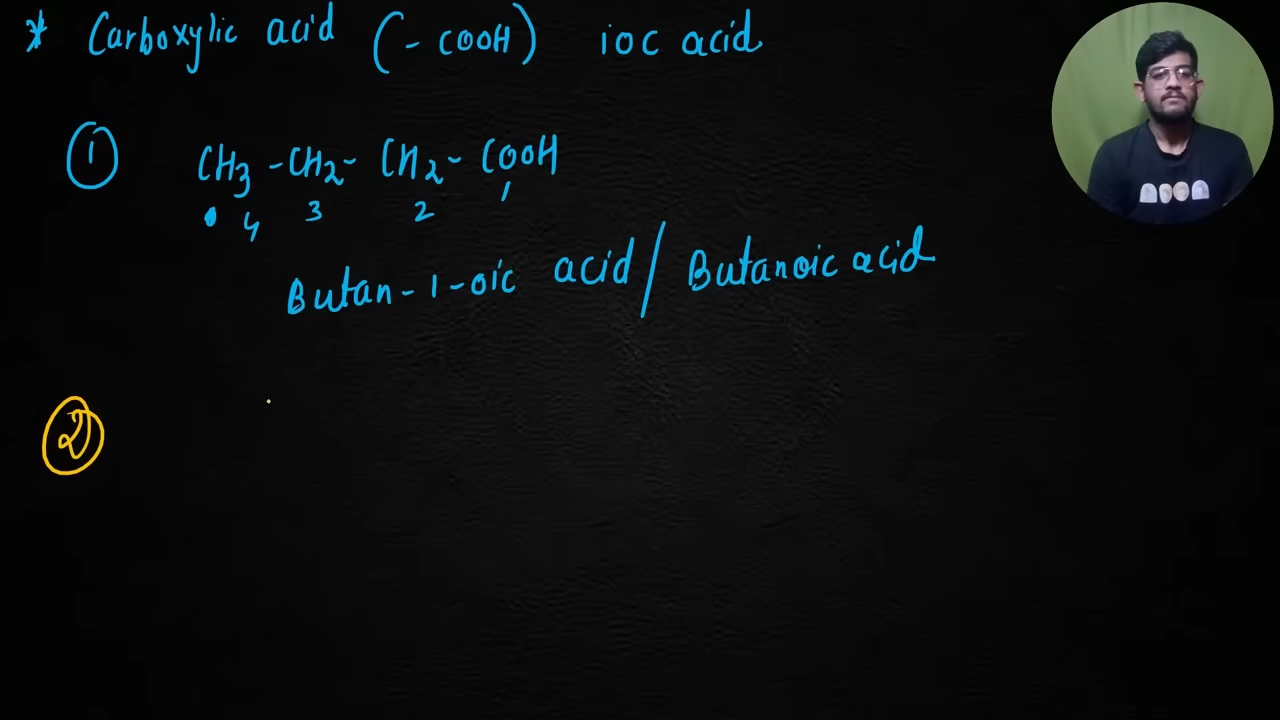 * Carboxylic acid (-COOH) ioc acid
① CH3 - CH2 - CH2 - COOH
4 3 2 1
Butan-1-oic acid / Butanoic acid
②